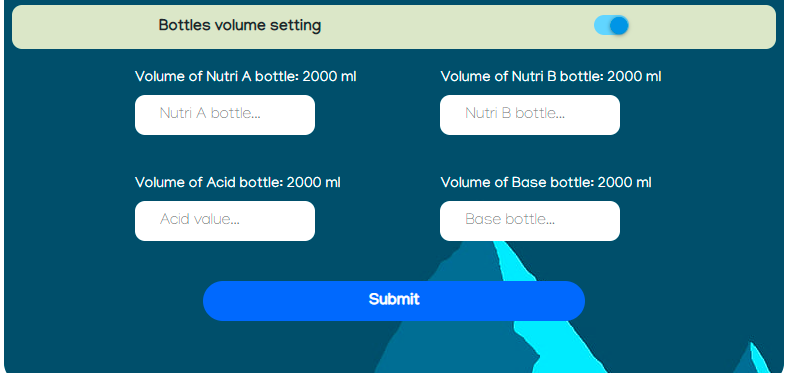 Bottles volume setting
Volume of Nutri A bottle: 2000 ml
Volume of Nutri B bottle: 2000 ml
Nutri A bottle...
Nutri B bottle...
Volume of Acid bottle: 2000 ml
Volume of Base bottle: 2000 ml
Acid value...
Base bottle...
Submit